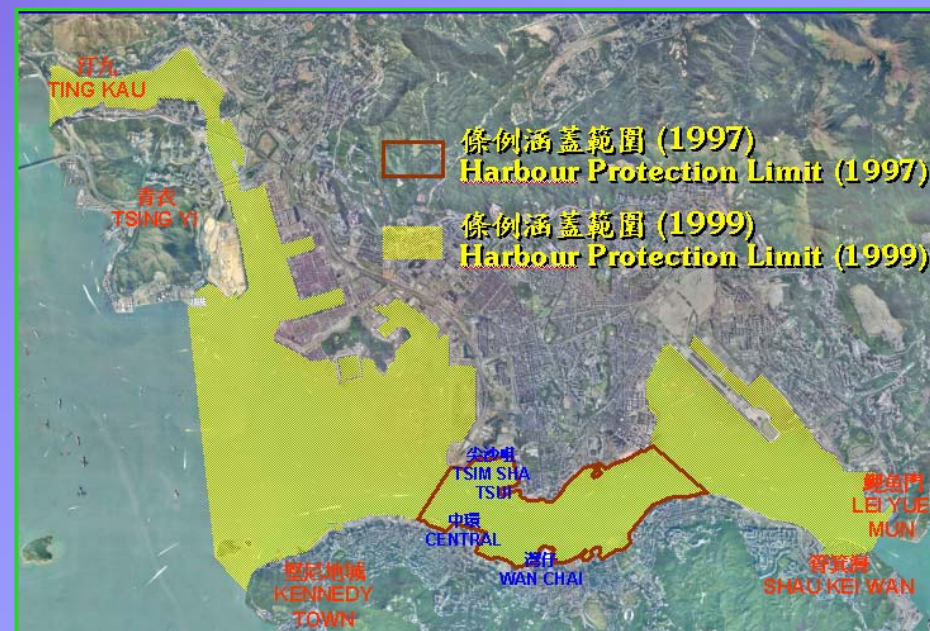 汀九
TING KAU
條例涵蓋範圍 (1997)
Harbour Protection Limit (1997)
青衣
TSING YI
條例涵蓋範圍 (1999)
Harbour Protection Limit (1999)
尖沙咀
TSIM SHA
TSUI
中環
CENTRAL
灣仔
WAN CHAI
鯉魚門
LEI YUE
MUN
筲箕灣
SHAU KEI WAN
堅尼地城
KENNEDY
TOWN